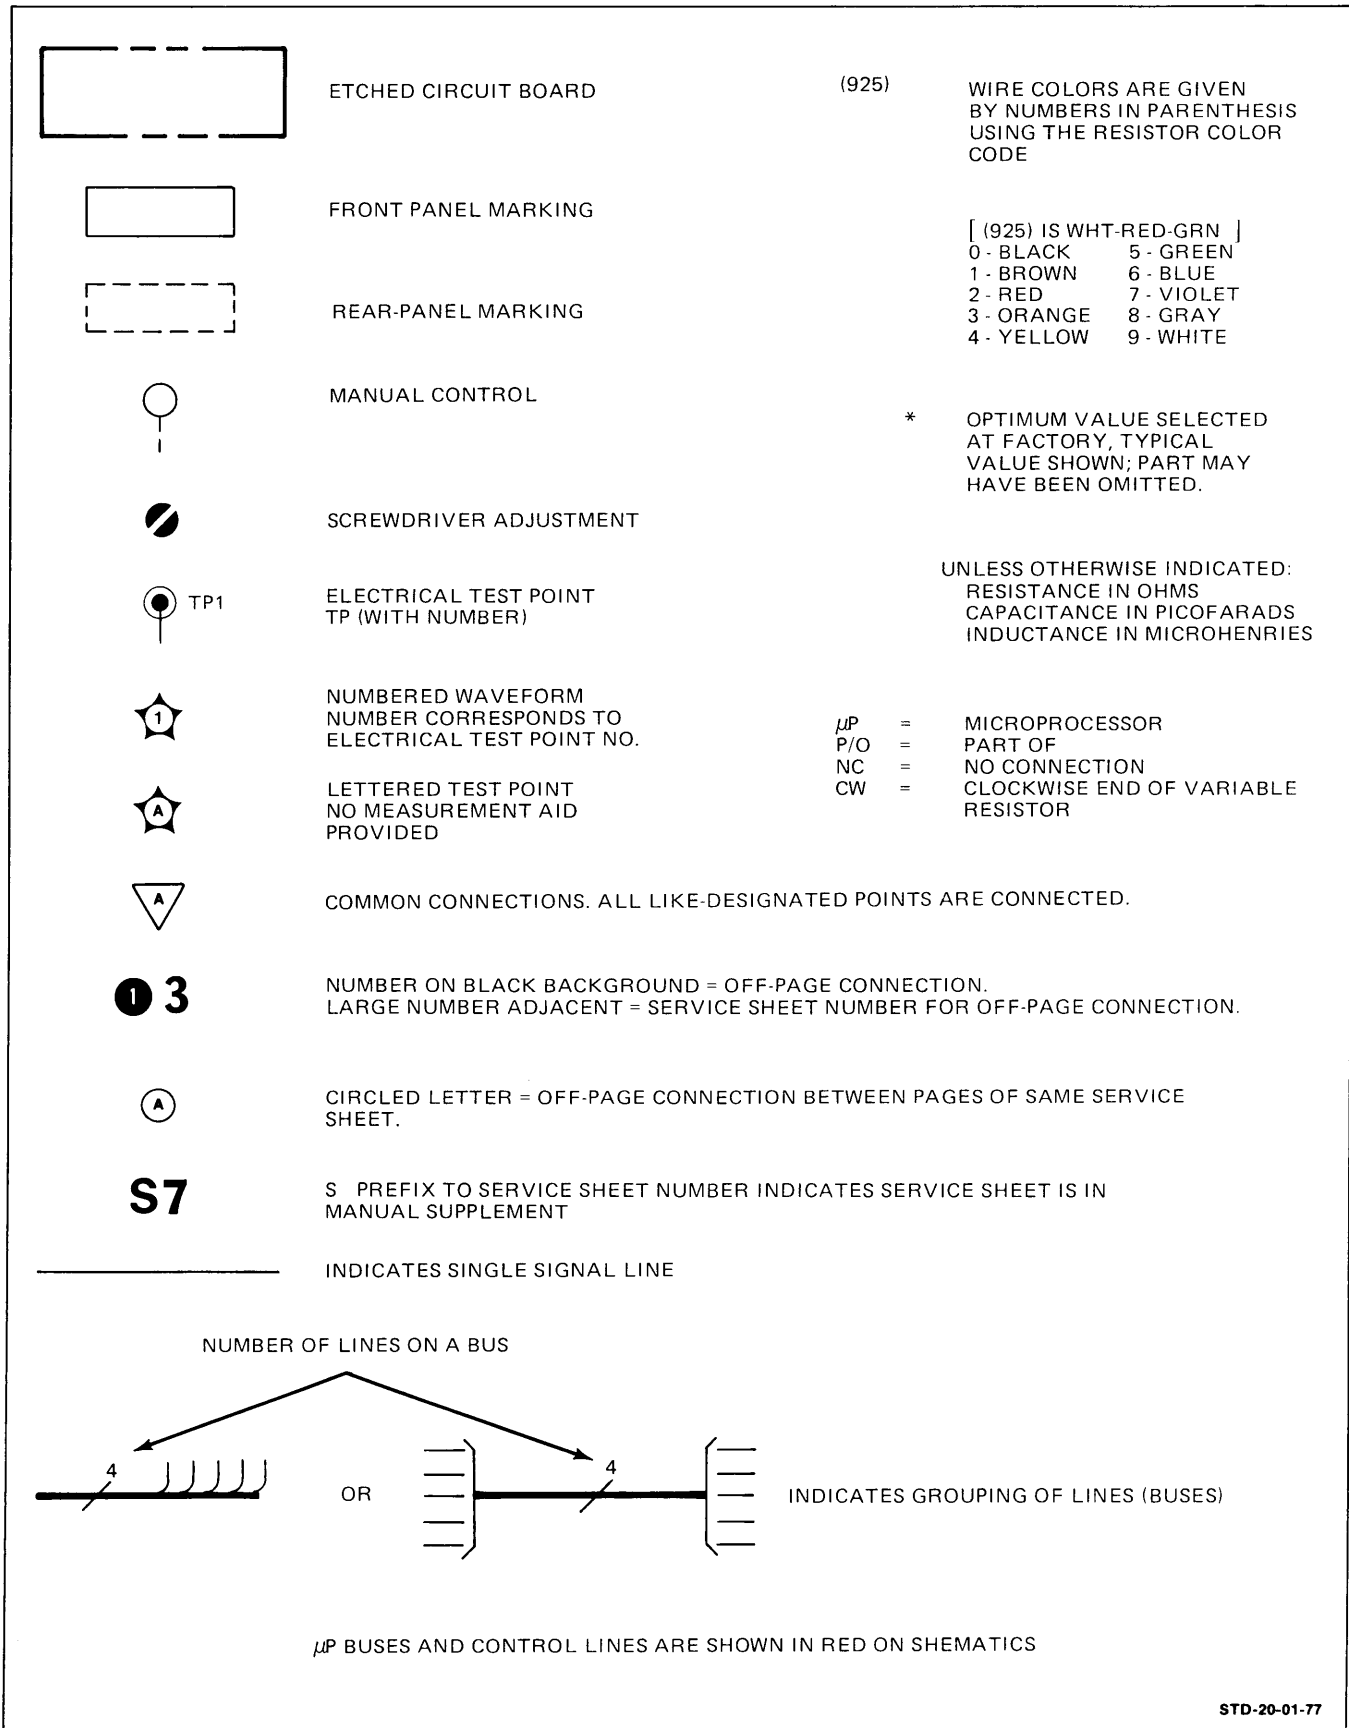 ETCHED CIRCUIT BOARD
(925)
WIRE COLORS ARE GIVEN
BY NUMBERS IN PARENTHESIS
USING THE RESISTOR COLOR
CODE
FRONT PANEL MARKING
[ (925) IS WHT-RED-GRN ]
0 - BLACK 5 - GREEN
1 - BROWN 6 - BLUE
2 - RED 7 - VIOLET
3 - ORANGE 8 - GRAY
4 - YELLOW 9 - WHITE
REAR-PANEL MARKING
MANUAL CONTROL
* OPTIMUM VALUE SELECTED
AT FACTORY, TYPICAL
VALUE SHOWN; PART MAY
HAVE BEEN OMITTED.
SCREWDRIVER ADJUSTMENT
UNLESS OTHERWISE INDICATED:
RESISTANCE IN OHMS
CAPACITANCE IN PICOFARADS
INDUCTANCE IN MICROHENRIES
TP1
ELECTRICAL TEST POINT
TP (WITH NUMBER)
1
NUMBERED WAVEFORM
NUMBER CORRESPONDS TO
ELECTRICAL TEST POINT NO.
μP = MICROPROCESSOR
P/O = PART OF
NC = NO CONNECTION
CW = CLOCKWISE END OF VARIABLE
RESISTOR
A
LETTERED TEST POINT
NO MEASUREMENT AID
PROVIDED
A
COMMON CONNECTIONS. ALL LIKE-DESIGNATED POINTS ARE CONNECTED.
1 3
NUMBER ON BLACK BACKGROUND = OFF-PAGE CONNECTION.
LARGE NUMBER ADJACENT = SERVICE SHEET NUMBER FOR OFF-PAGE CONNECTION.
A
CIRCLED LETTER = OFF-PAGE CONNECTION BETWEEN PAGES OF SAME SERVICE
SHEET.
S7
S PREFIX TO SERVICE SHEET NUMBER INDICATES SERVICE SHEET IS IN
MANUAL SUPPLEMENT
INDICATES SINGLE SIGNAL LINE
NUMBER OF LINES ON A BUS
4
OR
4
INDICATES GROUPING OF LINES (BUSES)
μP BUSES AND CONTROL LINES ARE SHOWN IN RED ON SHEMATICS
STD-20-01-77